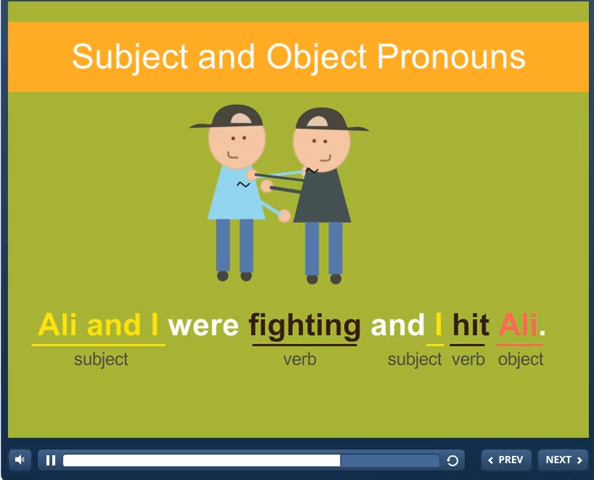 Subject and Object Pronouns
Ali and I were fighting and I hit Ali.
subject verb subject verb object
PREV NEXT